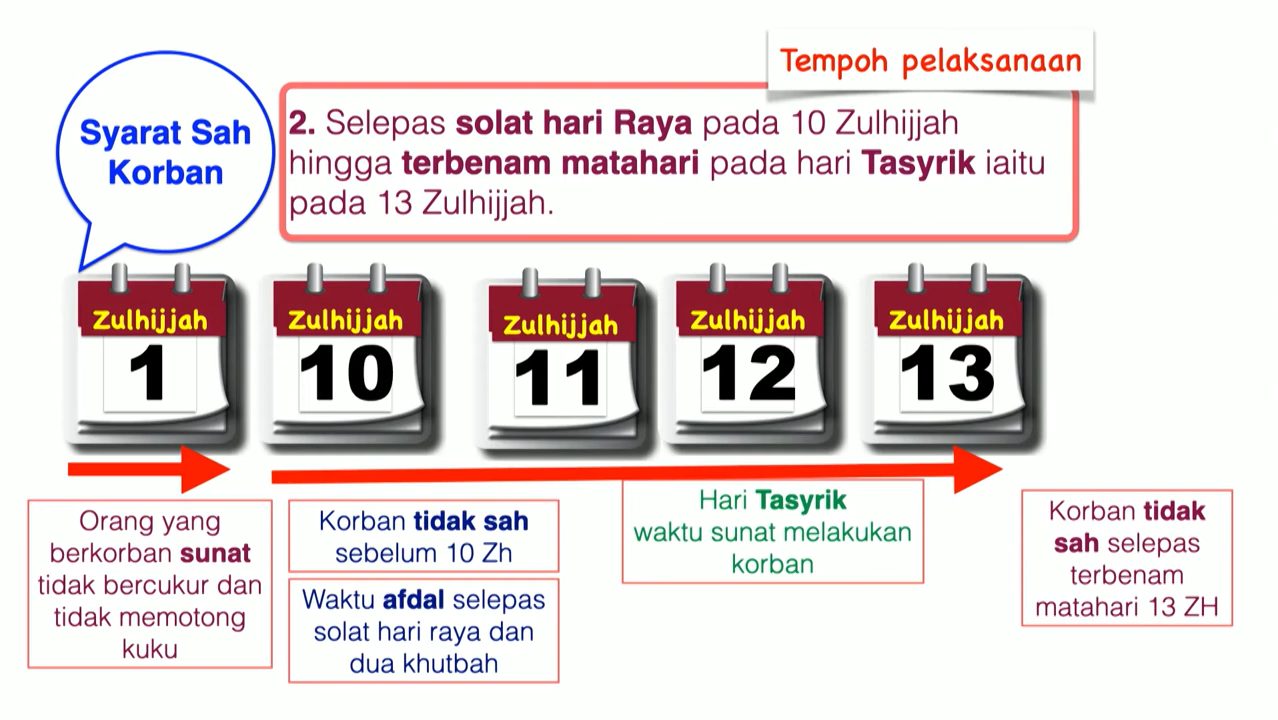 Tempoh pelaksanaan
Syarat Sah
Korban
2. Selepas solat hari Raya pada 10 Zulhijjah
hingga terbenam matahari pada hari Tasyrik iaitu
pada 13 Zulhijjah.
Zulhijjah
1
Zulhijjah
10
Zulhijjah
11
Zulhijjah
12
Zulhijjah
13
Orang yang
berkorban sunat
tidak bercukur dan
tidak memotong
kuku
Korban tidak sah
sebelum 10 Zh
Waktu afdal selepas
solat hari raya dan
dua khutbah
Hari Tasyrik
waktu sunat melakukan
korban
Korban tidak
sah selepas
terbenam
matahari 13 ZH